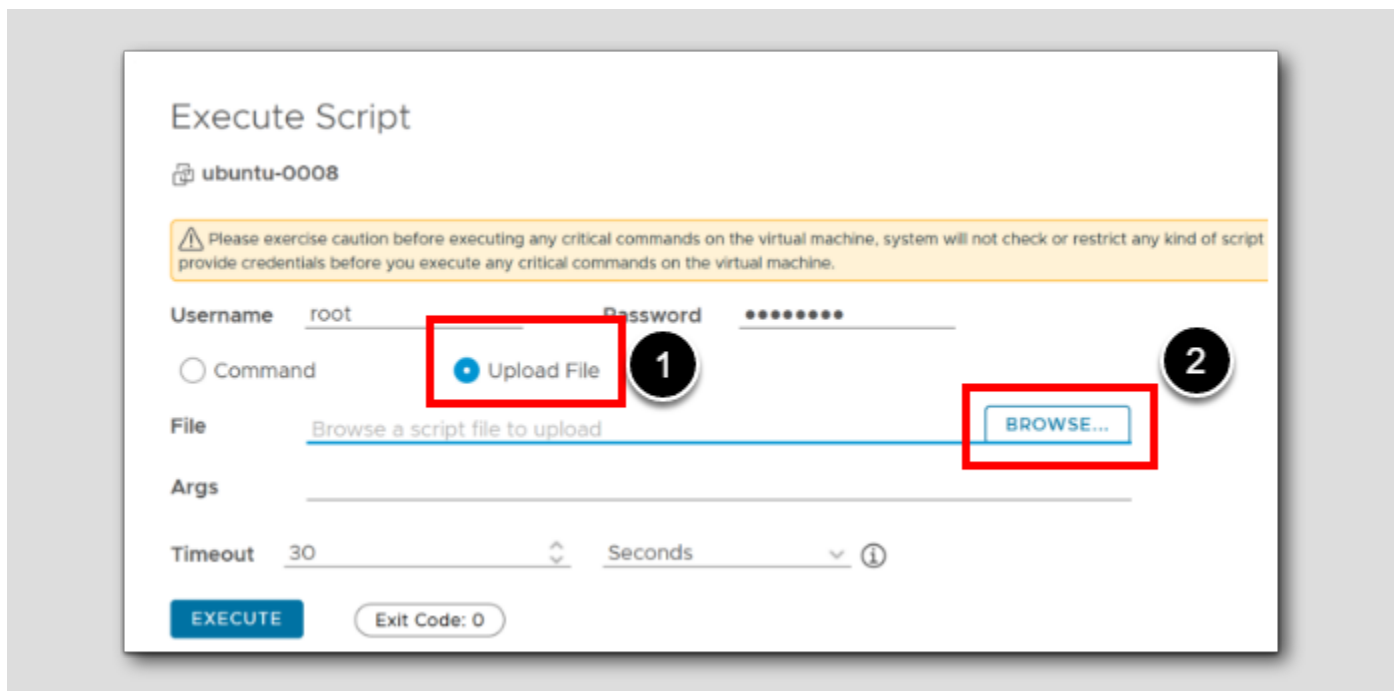 Execute Script
ubuntu-0008
Please exercise caution before executing any critical commands on the virtual machine, system will not check or restrict any kind of script
provide credentials before you execute any critical commands on the virtual machine.
Username root Password ●●●●●●●●
Command Upload File 1 2
File Browse a script file to upload BROWSE...
Args
Timeout 30 Seconds
EXECUTE Exit Code: 0